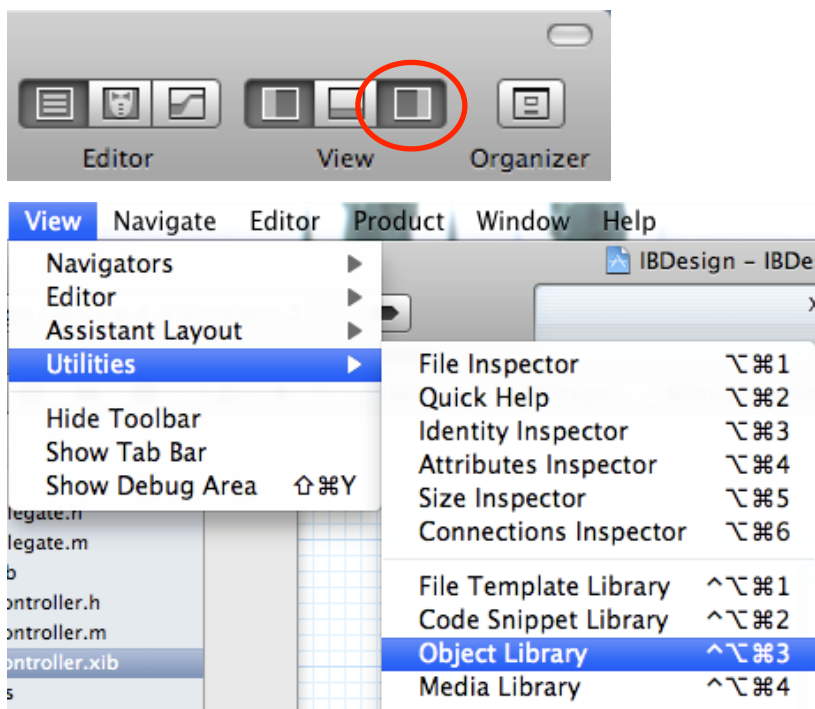 Editor View Organizer
View Navigate Editor Product Window Help
IBDesign – IBDe
Navigators ▶
Editor ▶
Assistant Layout ▶
Utilities ▶
Hide Toolbar
Show Tab Bar
Show Debug Area ⇧⌘Y
File Inspector ⌥⌘1
Quick Help ⌥⌘2
Identity Inspector ⌥⌘3
Attributes Inspector ⌥⌘4
Size Inspector ⌥⌘5
Connections Inspector ⌥⌘6
File Template Library ^⌥⌘1
Code Snippet Library ^⌥⌘2
Object Library ^⌥⌘3
Media Library ^⌥⌘4
legate.h
legate.m
b
ontroller.h
ontroller.m
ontroller.xib
s